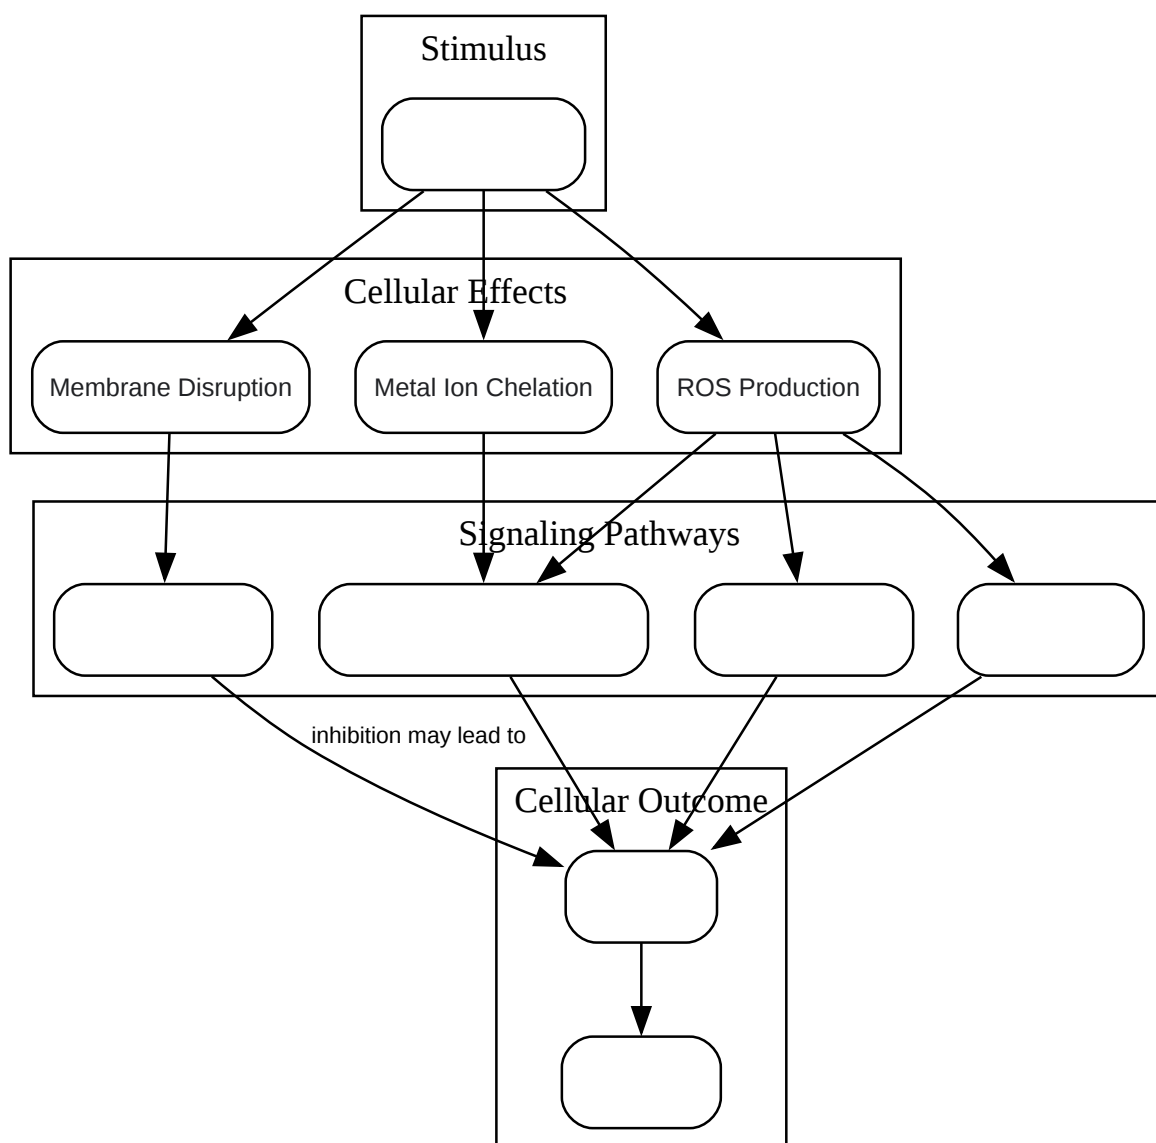 Stimulus
Cellular Effects
Membrane Disruption
Metal Ion Chelation
ROS Production
Signaling Pathways
inhibition may lead to
Cellular Outcome